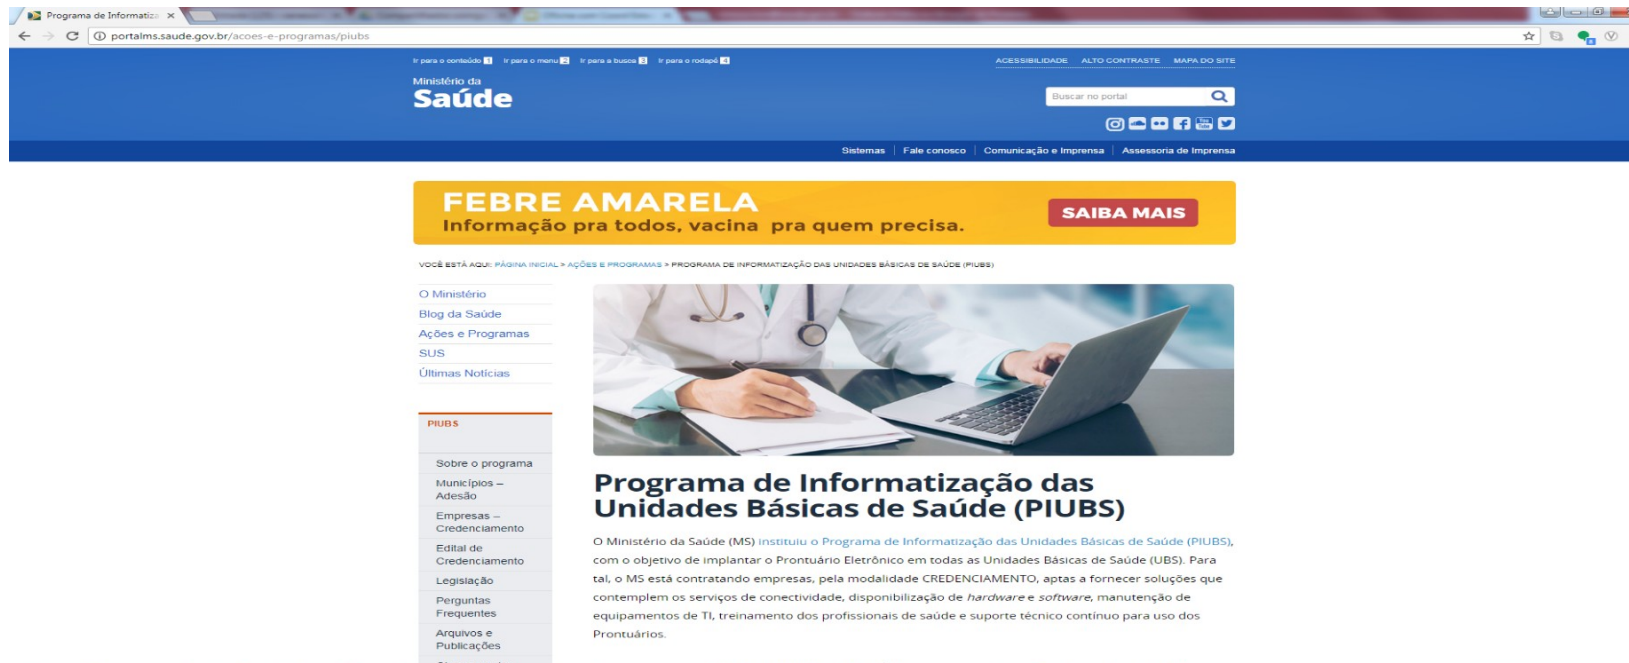 Programa de Informatiza
portalms.saude.gov.br/acoes-e-programas/piubs
Ir para o conteúdo 1 Ir para o menu 2 Ir para a busca 3 Ir para o rodapé 4
ACESSIBILIDADE ALTO CONTRASTE MAPA DO SITE
Ministério da
Saúde
Buscar no portal
Sistemas Fale conosco Comunicação e Imprensa Assessoria de Imprensa
FEBRE AMARELA
Informação pra todos, vacina pra quem precisa.
SAIBA MAIS
VOCÊ ESTÁ AQUI: PÁGINA INICIAL > AÇÕES E PROGRAMAS > PROGRAMA DE INFORMATIZAÇÃO DAS UNIDADES BÁSICAS DE SAÚDE (PIUBS)
O Ministério
Blog da Saúde
Ações e Programas
SUS
Últimas Notícias
PIUBS
Sobre o programa
Municípios –
Adesão
Empresas –
Credenciamento
Edital de
Credenciamento
Legislação
Perguntas
Frequentes
Arquivos e
Publicações
Programa de Informatização das
Unidades Básicas de Saúde (PIUBS)
O Ministério da Saúde (MS) instituiu o Programa de Informatização das Unidades Básicas de Saúde (PIUBS),
com o objetivo de implantar o Prontuário Eletrônico em todas as Unidades Básicas de Saúde (UBS). Para
tal, o MS está contratando empresas, pela modalidade CREDENCIAMENTO, aptas a fornecer soluções que
contemplem os serviços de conectividade, disponibilização de hardware e software, manutenção de
equipamentos de TI, treinamento dos profissionais de saúde e suporte técnico contínuo para uso dos
Prontuários.